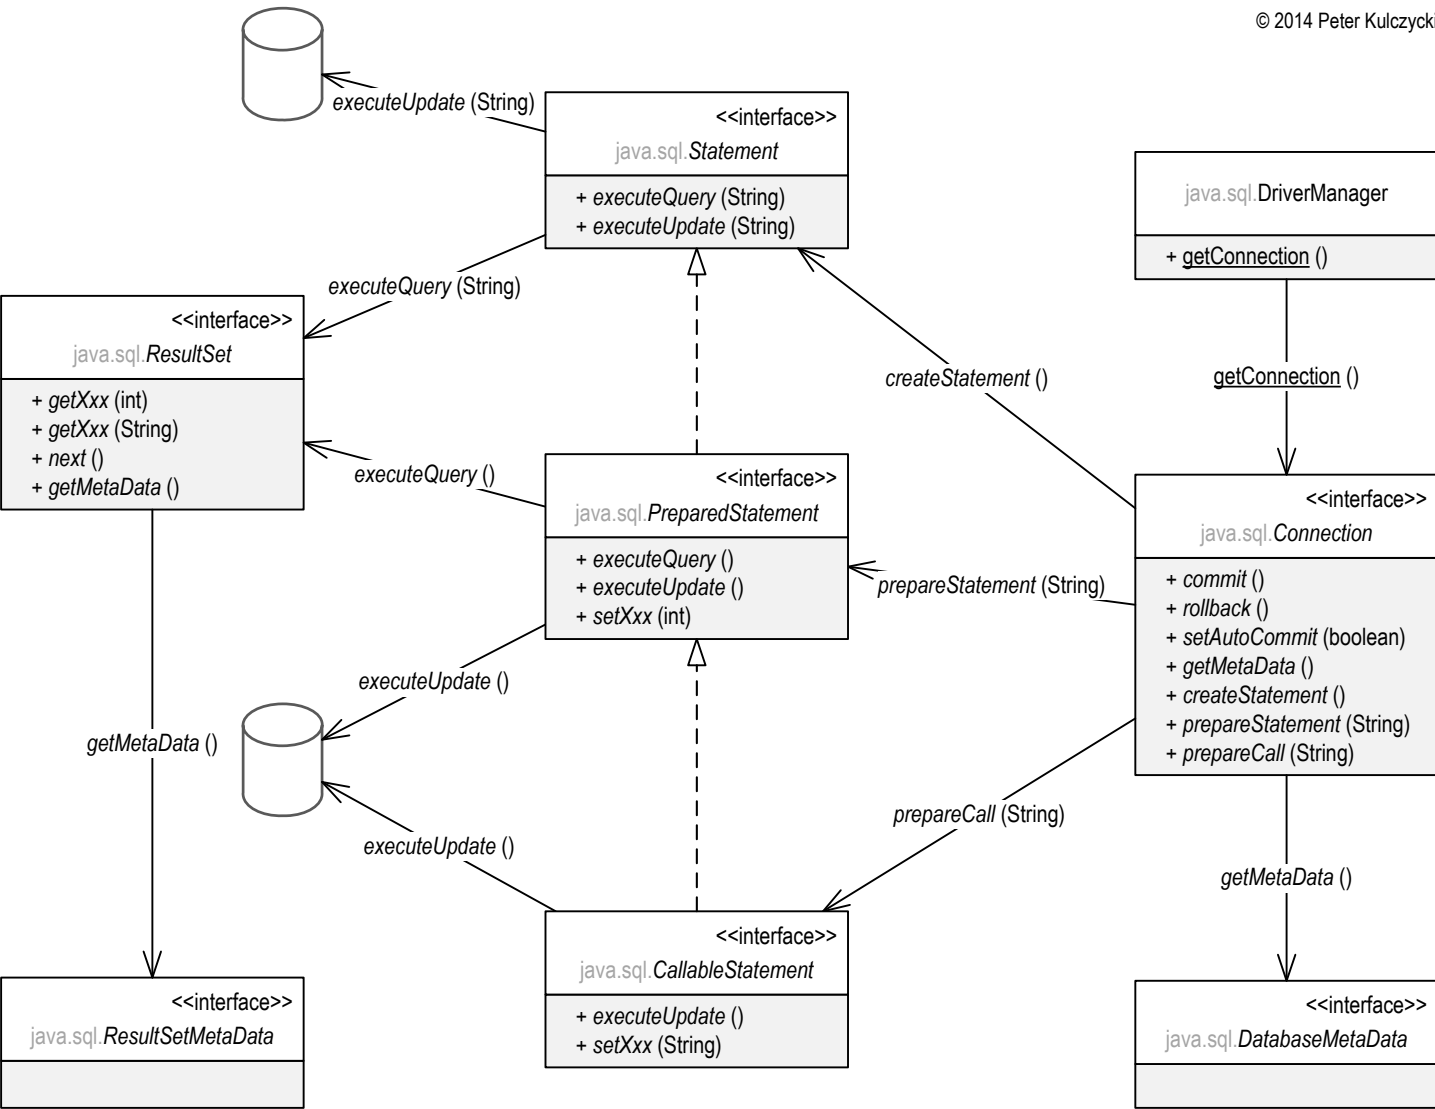 © 2014 Peter Kulczycki
executeUpdate (String)
<<interface>>
java.sql.Statement
+ executeQuery (String)
+ executeUpdate (String)
java.sql.DriverManager
+ getConnection ()
executeQuery (String)
<<interface>>
java.sql.ResultSet
+ getXxx (int)
+ getXxx (String)
+ next ()
+ getMetaData ()
createStatement ()
getConnection ()
executeQuery ()
<<interface>>
java.sql.PreparedStatement
+ executeQuery ()
+ executeUpdate ()
+ setXxx (int)
prepareStatement (String)
<<interface>>
java.sql.Connection
+ commit ()
+ rollback ()
+ setAutoCommit (boolean)
+ getMetaData ()
+ createStatement ()
+ prepareStatement (String)
+ prepareCall (String)
executeUpdate ()
getMetaData ()
prepareCall (String)
executeUpdate ()
getMetaData ()
<<interface>>
java.sql.ResultSetMetaData
<<interface>>
java.sql.CallableStatement
+ executeUpdate ()
+ setXxx (String)
<<interface>>
java.sql.DatabaseMetaData